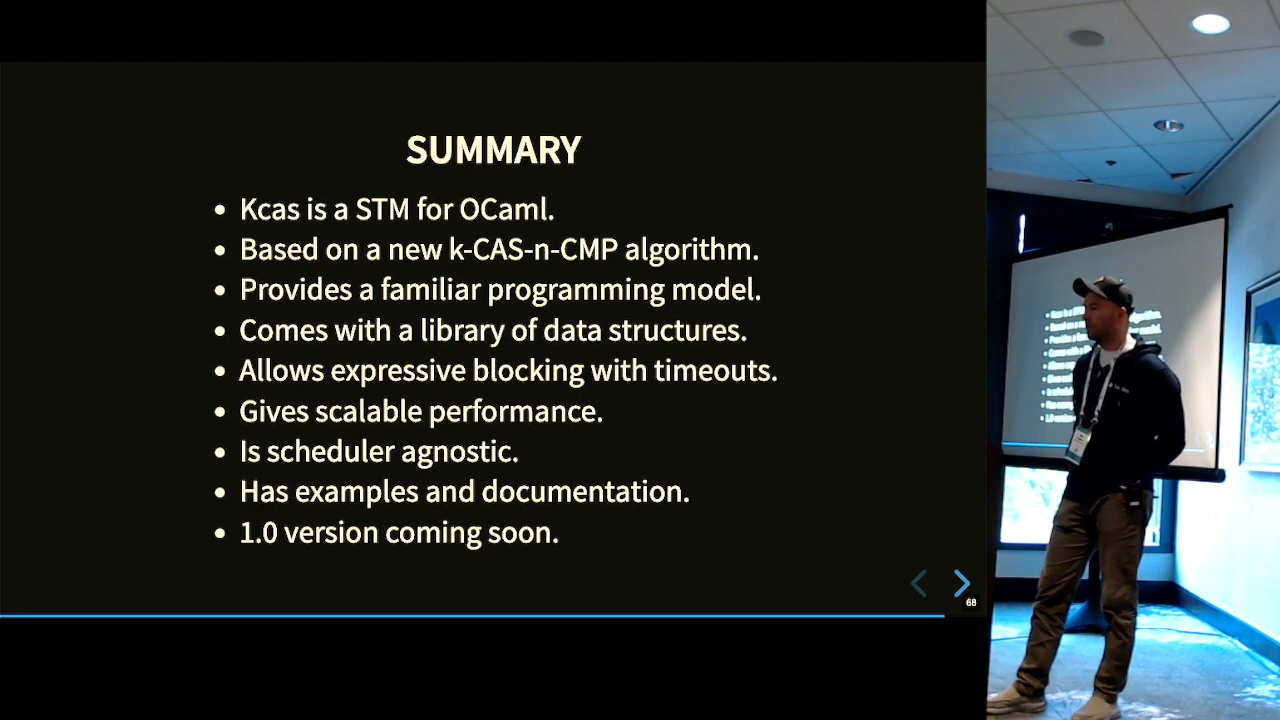 SUMMARY
Kcas is a STM for OCaml.
Based on a new k-CAS-n-CMP algorithm.
Provides a familiar programming model.
Comes with a library of data structures.
Allows expressive blocking with timeouts.
Gives scalable performance.
Is scheduler agnostic.
Has examples and documentation.
1.0 version coming soon.
68